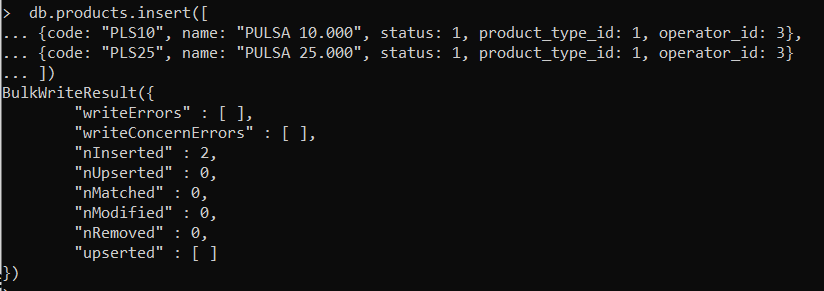 >  db.products.insert([
... {code: "PLS10", name: "PULSA 10.000", status: 1, product_type_id: 1, operator_id: 3},
... {code: "PLS25", name: "PULSA 25.000", status: 1, product_type_id: 1, operator_id: 3}
... ])
BulkWriteResult({
        "writeErrors" : [ ],
        "writeConcernErrors" : [ ],
        "nInserted" : 2,
        "nUpserted" : 0,
        "nMatched" : 0,
        "nModified" : 0,
        "nRemoved" : 0,
        "upserted" : [ ]
})